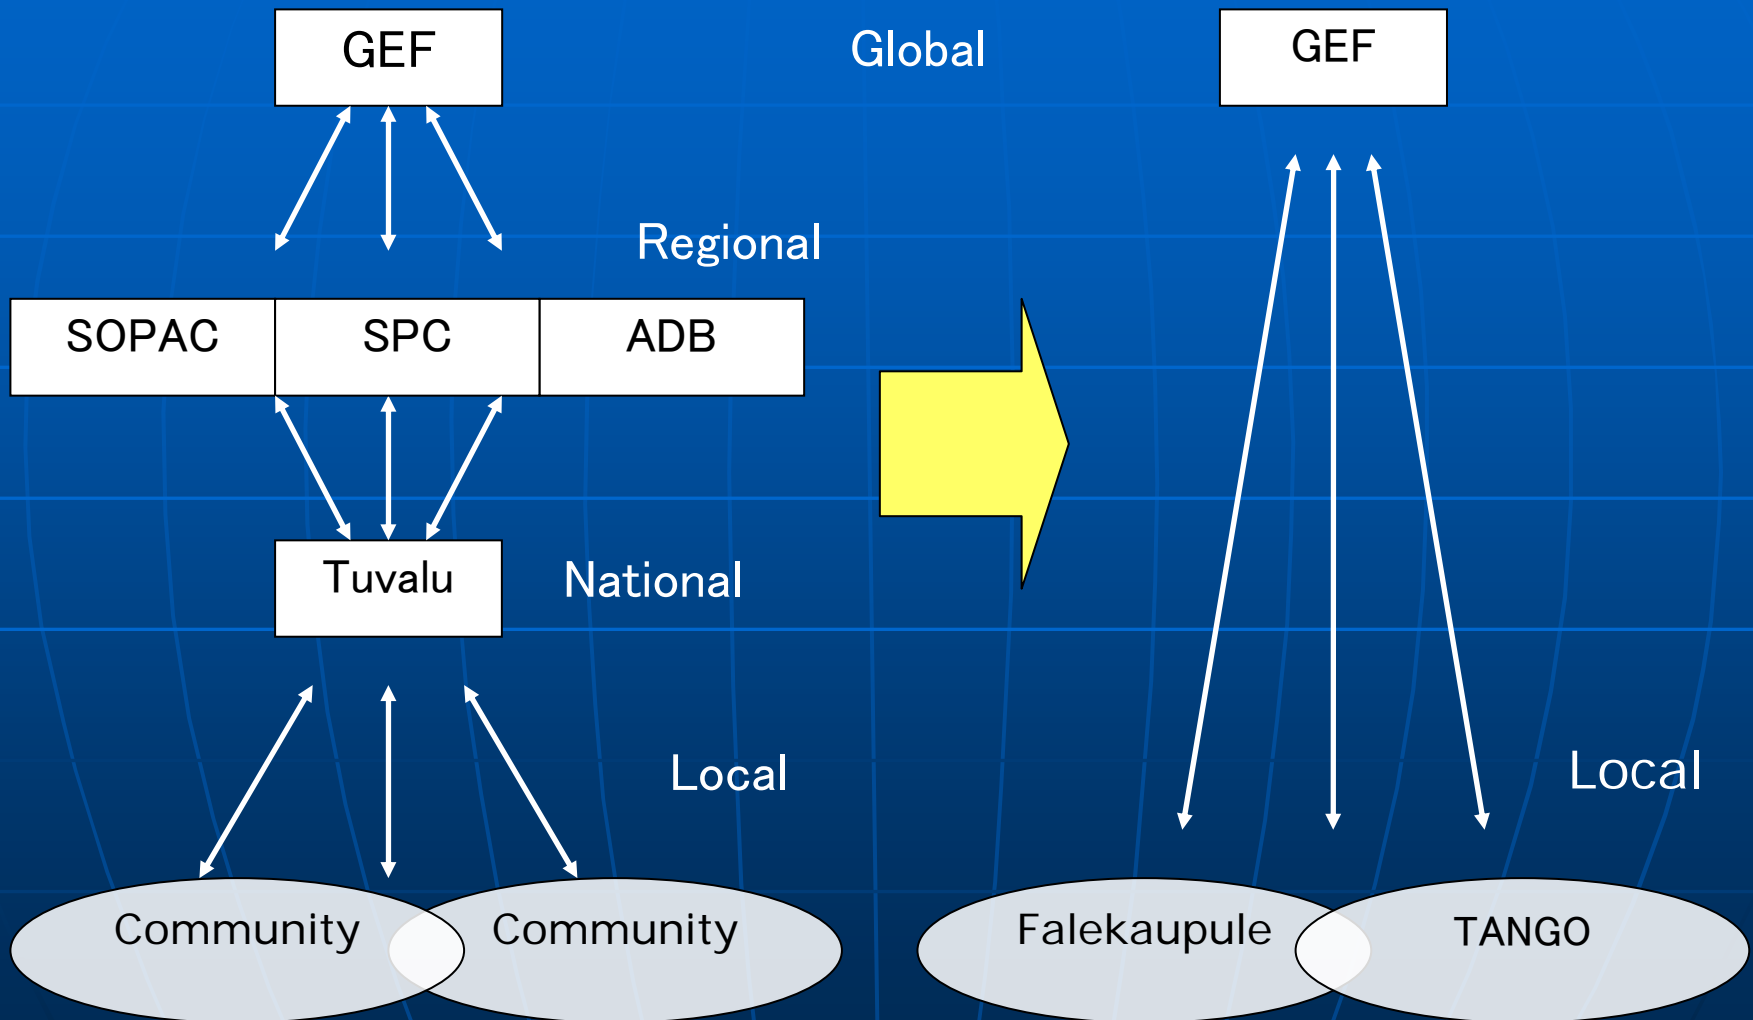 GEF
Global
GEF
Regional
SOPAC
SPC
ADB
Tuvalu
National
Local
Local
Community
Community
Falekaupule
TANGO